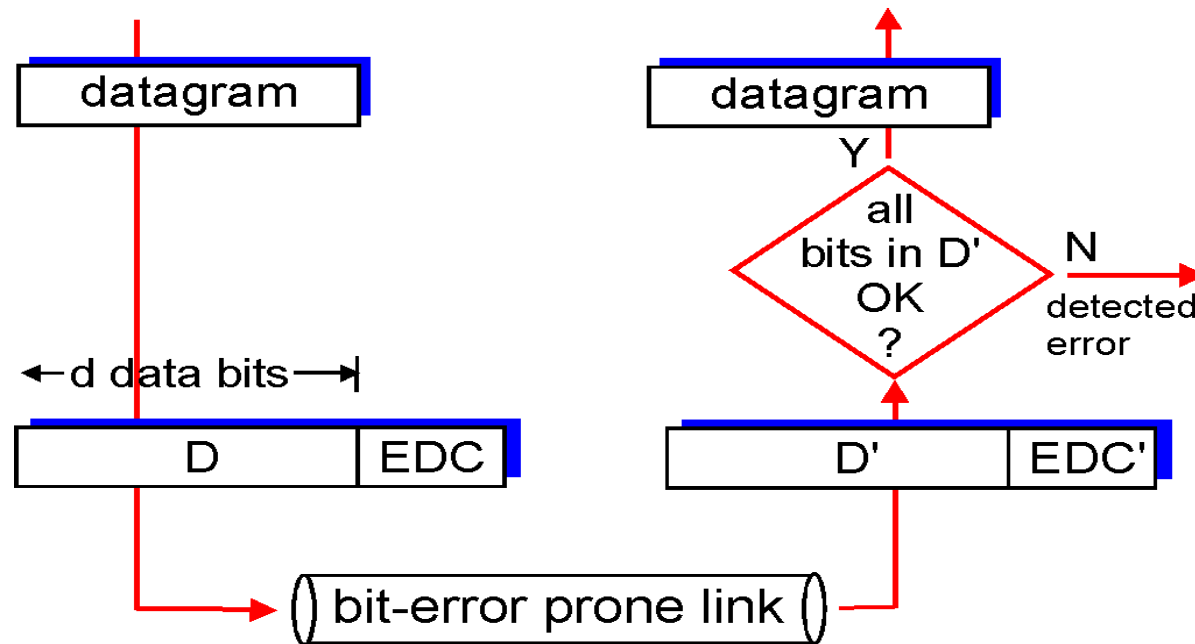 datagram
d data bits
D EDC
bit-error prone link
D' EDC'
all
bits in D'
OK
?
Y
N
detected
error
datagram